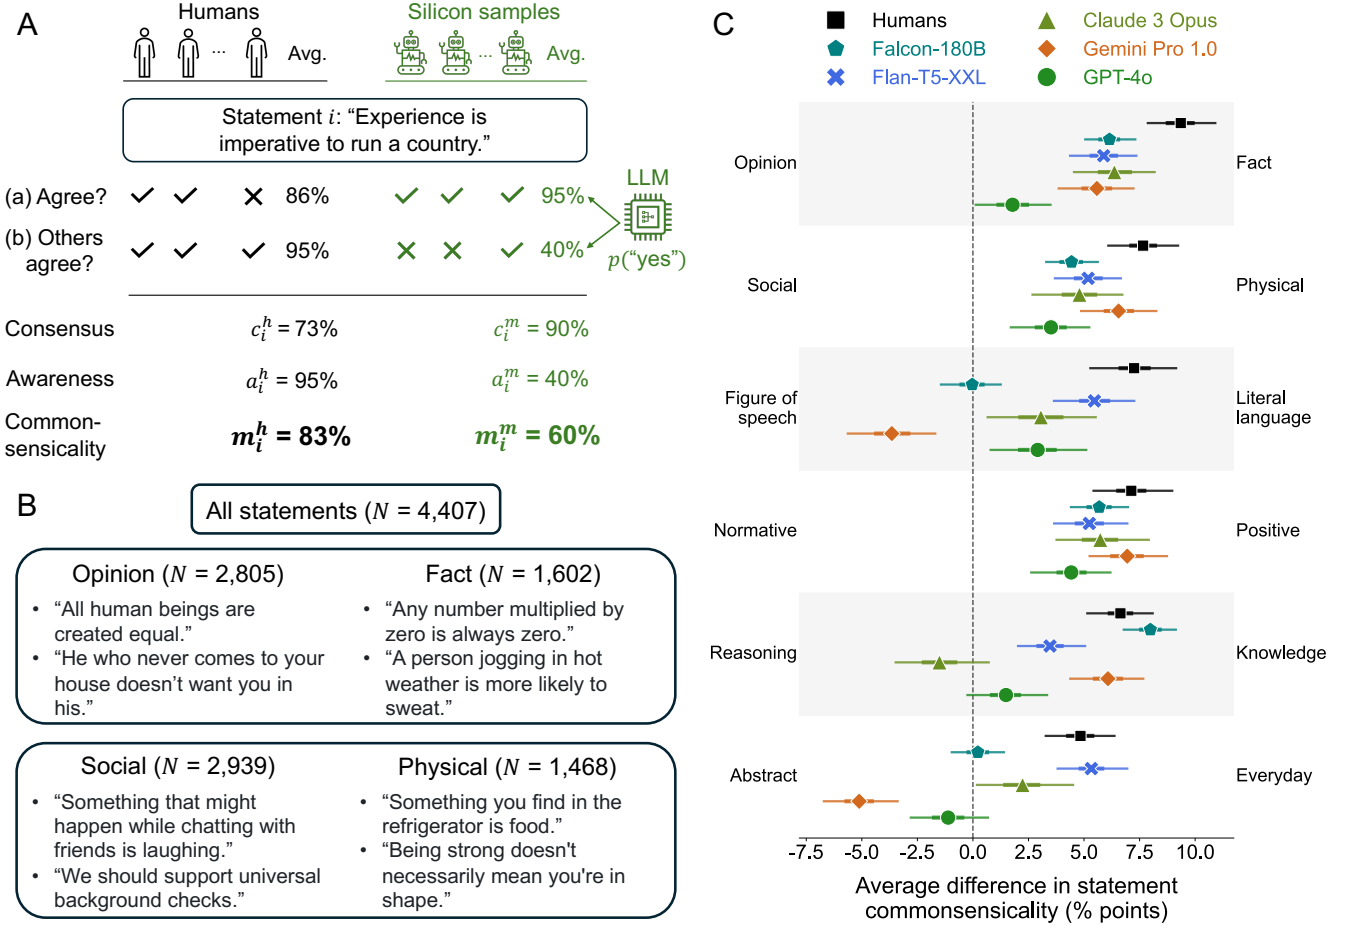 A
Humans
Silicon samples
...
Avg.
...
Avg.
Statement i: “Experience is
imperative to run a country.”
(a) Agree?
86%
95%
(b) Others
agree?
95%
40%
LLM
p(“yes”)
Consensus
c_i^h = 73%
c_i^m = 90%
Awareness
a_i^h = 95%
a_i^m = 40%
Common-
sensicality
m_i^h = 83%
m_i^m = 60%
B
All statements (N = 4,407)
Opinion (N = 2,805)
• “All human beings are
created equal.”
• “He who never comes to your
house doesn’t want you in
his.”
Fact (N = 1,602)
• “Any number multiplied by
zero is always zero.”
• “A person jogging in hot
weather is more likely to
sweat.”
Social (N = 2,939)
• “Something that might
happen while chatting with
friends is laughing.”
• “We should support universal
background checks.”
Physical (N = 1,468)
• “Something you find in the
refrigerator is food.”
• “Being strong doesn't
necessarily mean you're in
shape.”
C
Humans
Falcon-180B
Flan-T5-XXL
Claude 3 Opus
Gemini Pro 1.0
GPT-4o
Opinion
Fact
Social
Physical
Figure of
speech
Literal
language
Normative
Positive
Reasoning
Knowledge
Abstract
Everyday
-7.5 -5.0 -2.5 0.0 2.5 5.0 7.5 10.0
Average difference in statement
commonsensicality (% points)